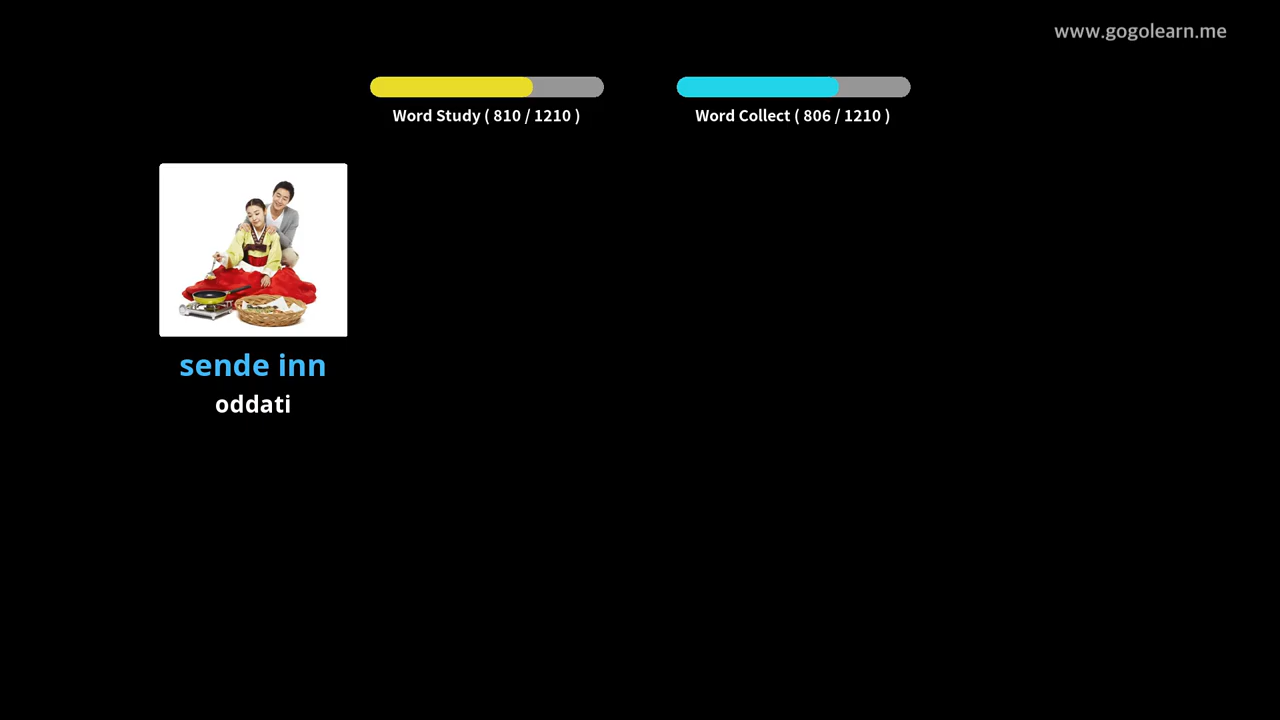 www.gogolearn.me
Word Study ( 810 / 1210 )
Word Collect ( 806 / 1210 )
sende inn
oddati